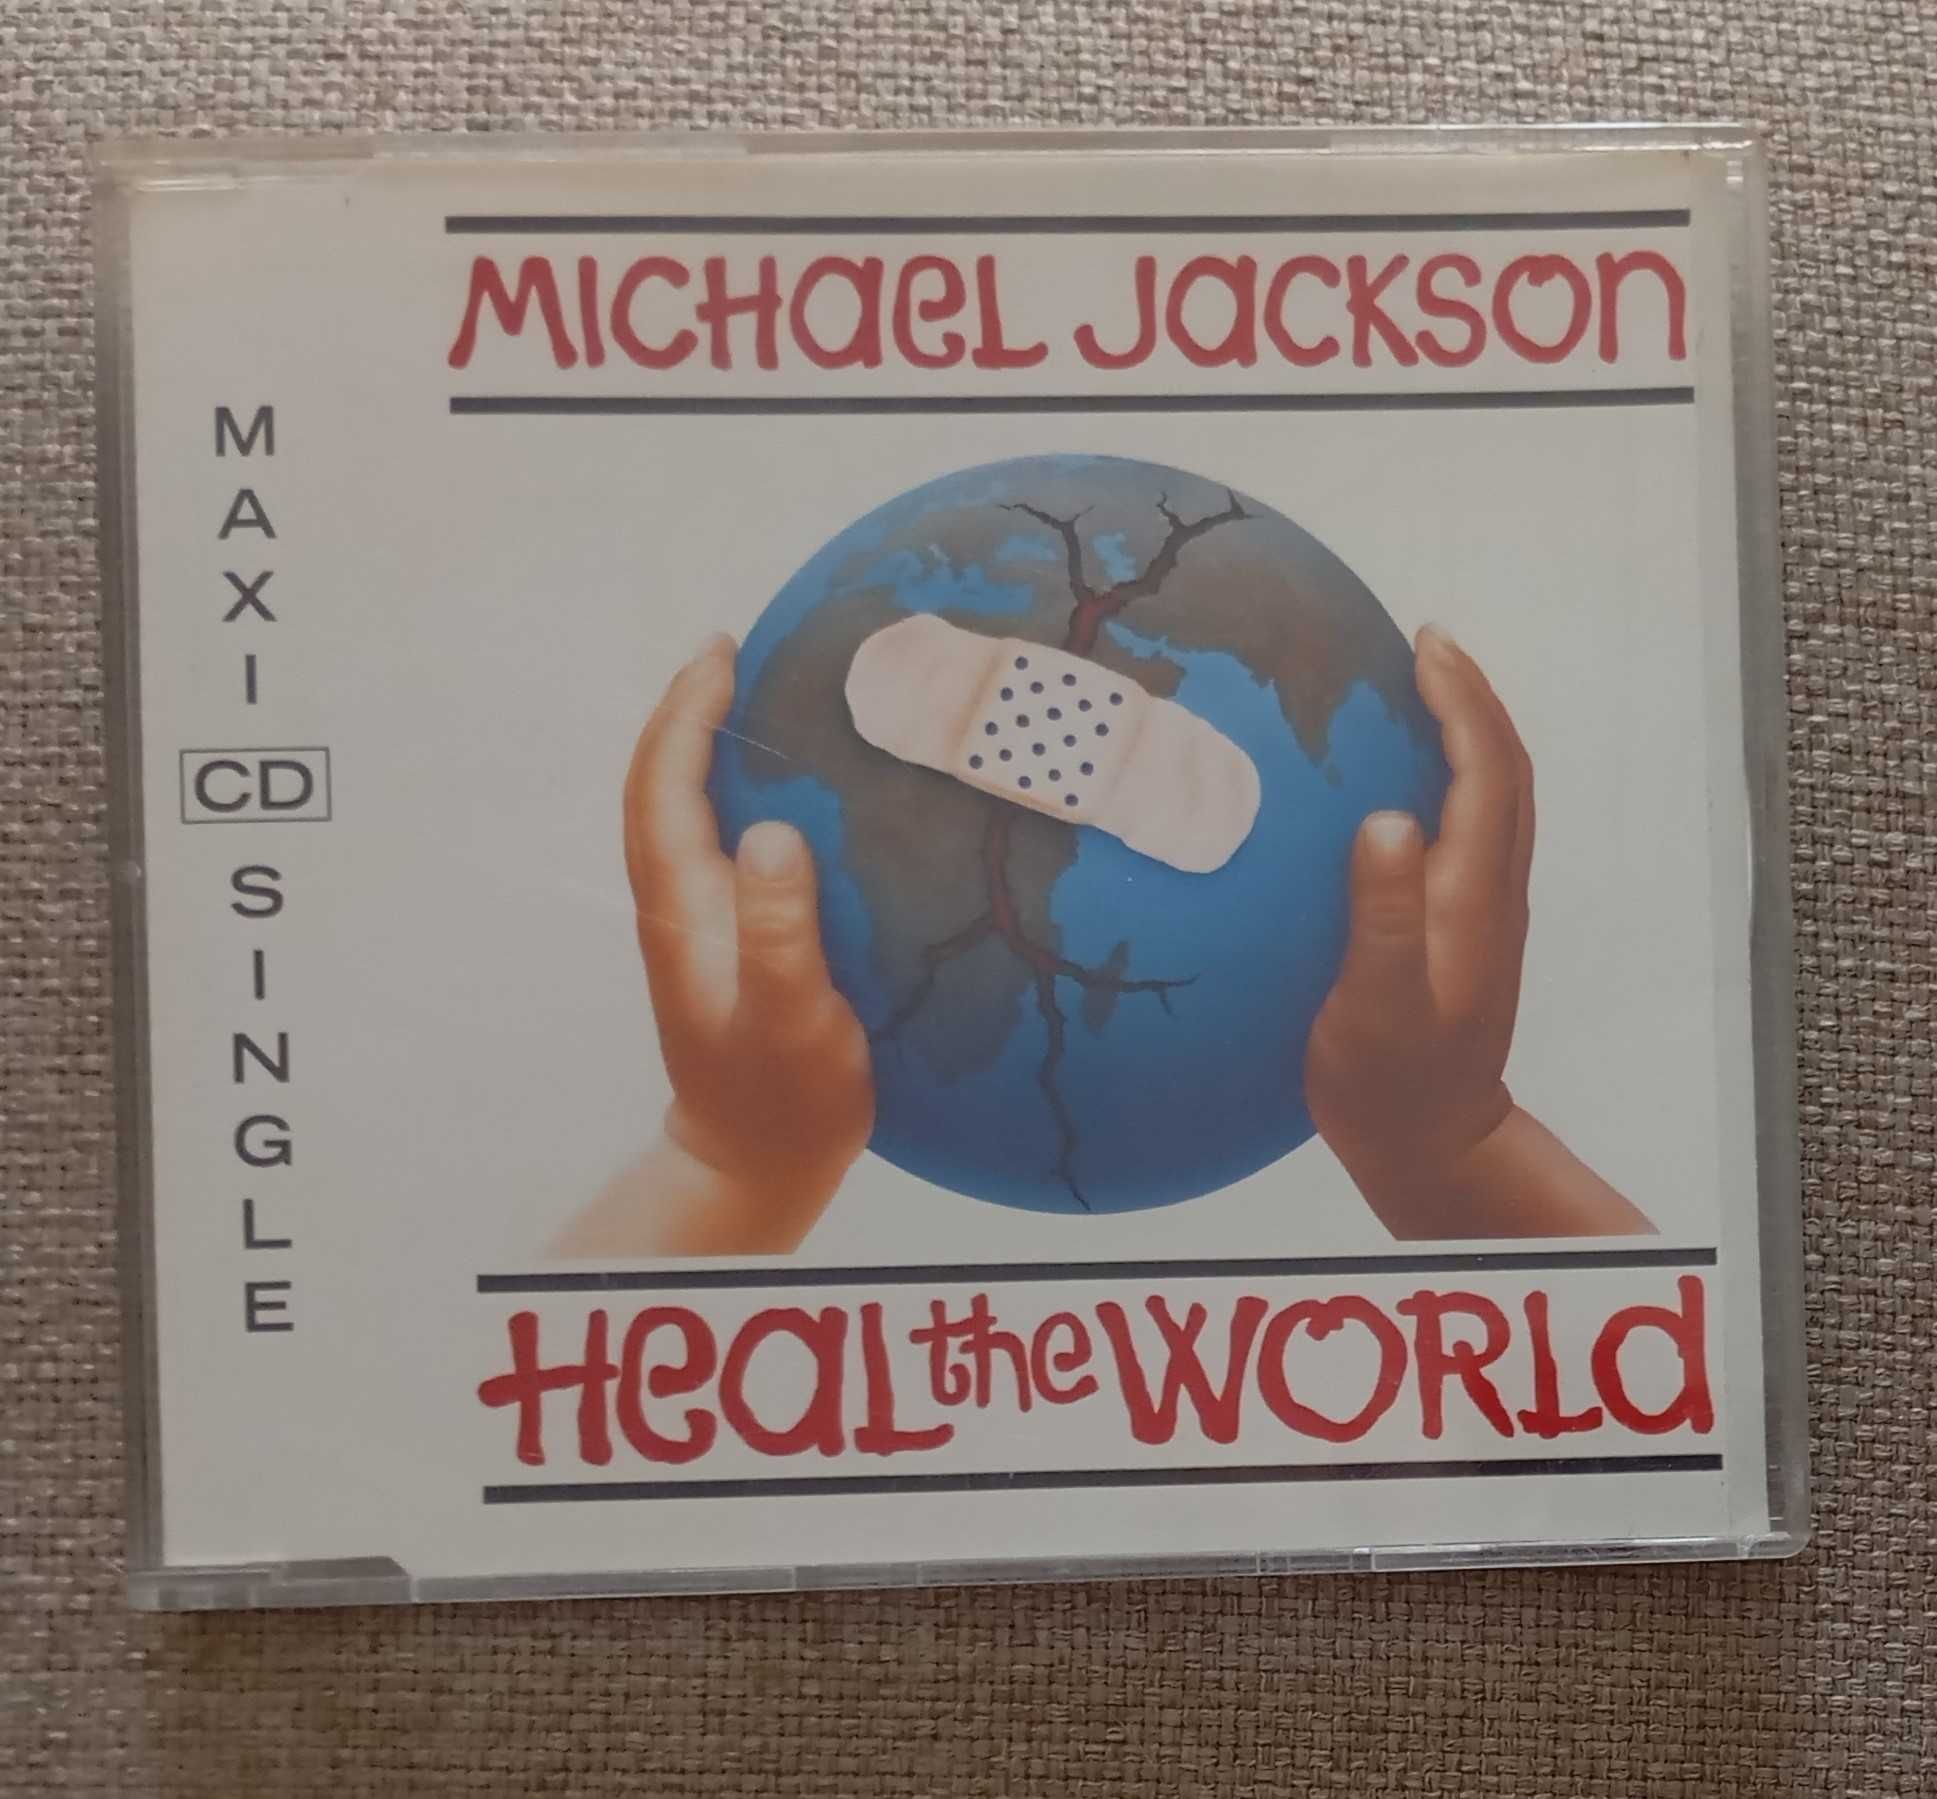 MICHaeL Jackson
MAXI
CD
SINGLE
HeaL the WORLd